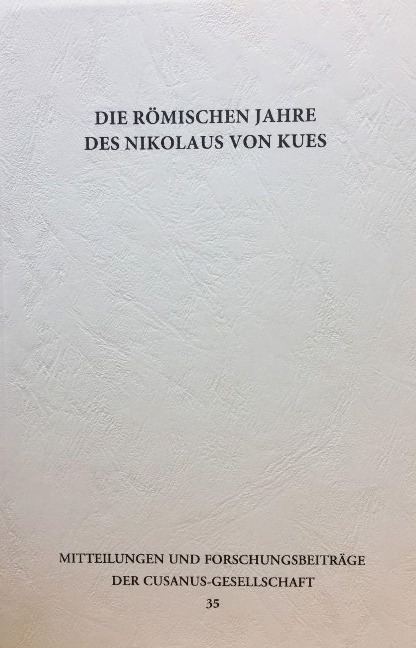 DIE RÖMISCHEN JAHRE
DES NIKOLAUS VON KUES
MITTEILUNGEN UND FORSCHUNGSBEITRÄGE
DER CUSANUS-GESELLSCHAFT
35